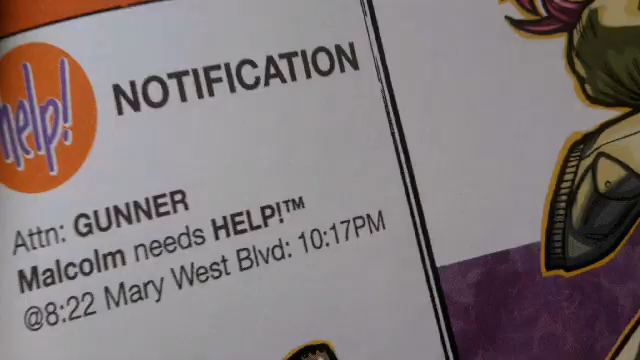 help!
NOTIFICATION
Attn: GUNNER
Malcolm needs HELP!™
@8:22 Mary West Blvd: 10:17PM